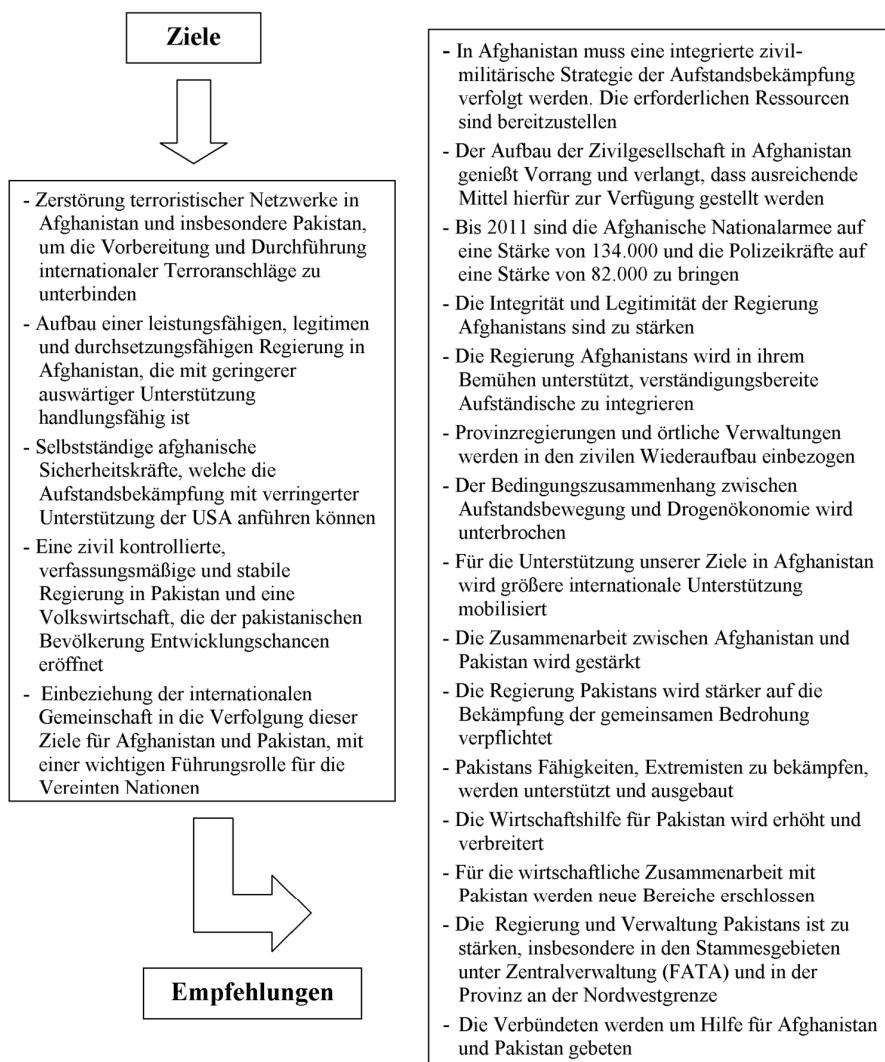 Ziele
- Zerstörung terroristischer Netzwerke in
Afghanistan und insbesondere Pakistan,
um die Vorbereitung und Durchführung
internationaler Terroranschläge zu
unterbinden
- Aufbau einer leistungsfähigen, legitimen
und durchsetzungsfähigen Regierung in
Afghanistan, die mit geringerer
auswärtiger Unterstützung
handlungsfähig ist
- Selbstständige afghanische
Sicherheitskräfte, welche die
Aufstandsbekämpfung mit verringerter
Unterstützung der USA anführen können
- Eine zivil kontrollierte,
verfassungsmäßige und stabile
Regierung in Pakistan und eine
Volkswirtschaft, die der pakistanischen
Bevölkerung Entwicklungschancen
eröffnet
- Einbeziehung der internationalen
Gemeinschaft in die Verfolgung dieser
Ziele für Afghanistan und Pakistan, mit
einer wichtigen Führungsrolle für die
Vereinten Nationen
Empfehlungen
- In Afghanistan muss eine integrierte zivil-
militärische Strategie der Aufstandsbekämpfung
verfolgt werden. Die erforderlichen Ressourcen
sind bereitzustellen
- Der Aufbau der Zivilgesellschaft in Afghanistan
genießt Vorrang und verlangt, dass ausreichende
Mittel hierfür zur Verfügung gestellt werden
- Bis 2011 sind die Afghanische Nationalarmee auf
eine Stärke von 134.000 und die Polizeikräfte auf
eine Stärke von 82.000 zu bringen
- Die Integrität und Legitimität der Regierung
Afghanistans sind zu stärken
- Die Regierung Afghanistans wird in ihrem
Bemühen unterstützt, verständigungsbereite
Aufständische zu integrieren
- Provinzregierungen und örtliche Verwaltungen
werden in den zivilen Wiederaufbau einbezogen
- Der Bedingungszusammenhang zwischen
Aufstandsbewegung und Drogenökonomie wird
unterbrochen
- Für die Unterstützung unserer Ziele in Afghanistan
wird größere internationale Unterstützung
mobilisiert
- Die Zusammenarbeit zwischen Afghanistan und
Pakistan wird gestärkt
- Die Regierung Pakistans wird stärker auf die
Bekämpfung der gemeinsamen Bedrohung
verpflichtet
- Pakistans Fähigkeiten, Extremisten zu bekämpfen,
werden unterstützt und ausgebaut
- Die Wirtschaftshilfe für Pakistan wird erhöht und
verbreitert
- Für die wirtschaftliche Zusammenarbeit mit
Pakistan werden neue Bereiche erschlossen
- Die Regierung und Verwaltung Pakistans ist zu
stärken, insbesondere in den Stammesgebieten
unter Zentralverwaltung (FATA) und in der
Provinz an der Nordwestgrenze
- Die Verbündeten werden um Hilfe für Afghanistan
und Pakistan gebeten